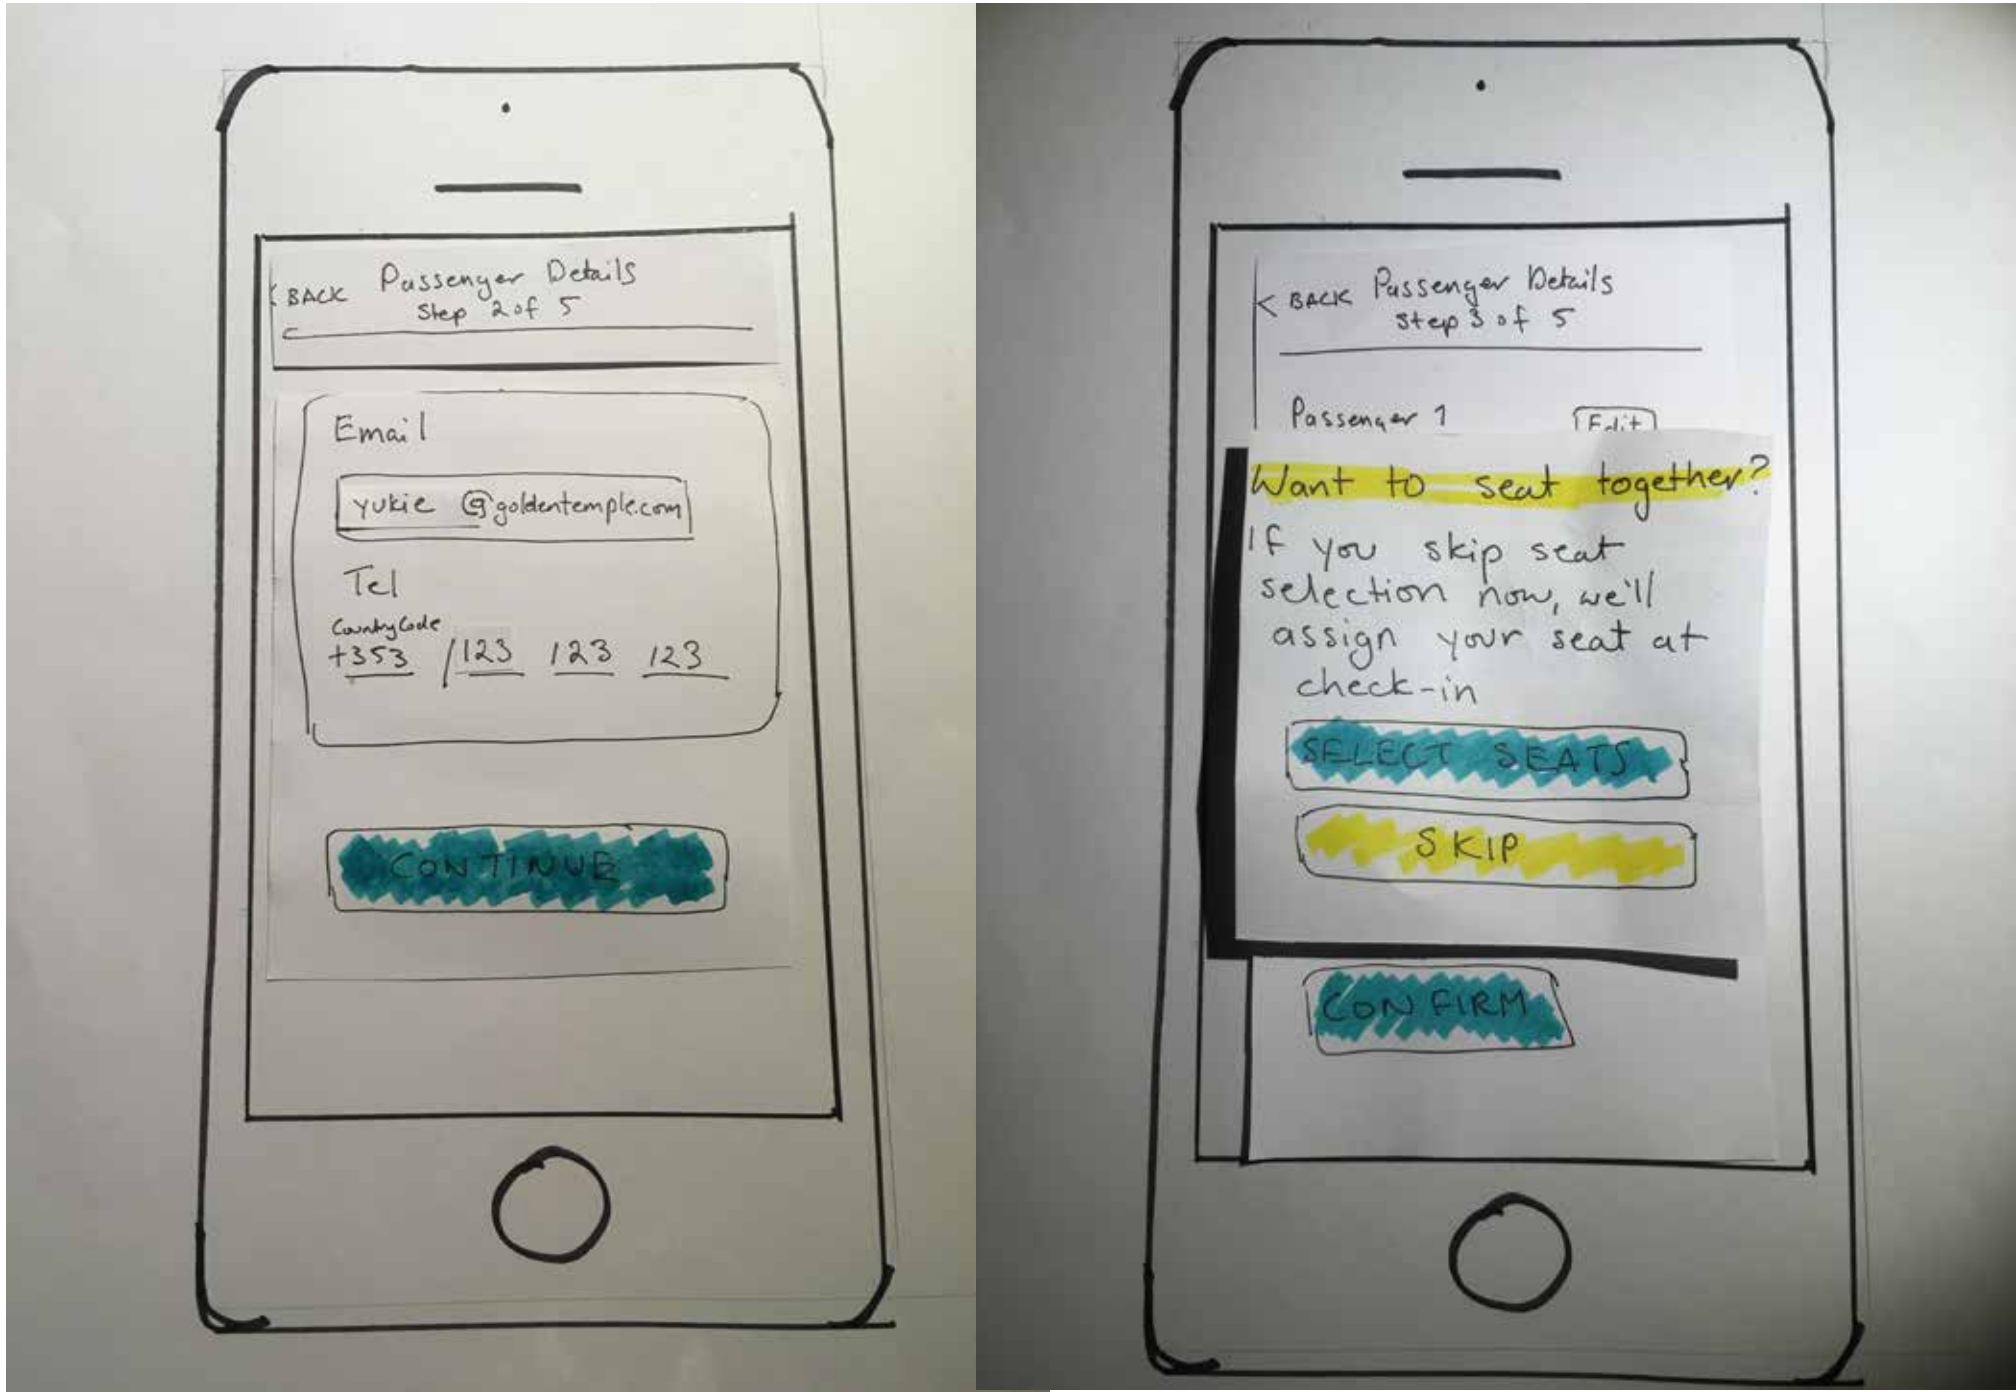 < BACK Passenger Details
Step 2 of 5
Email
yukie @goldentemple.com
Tel
Country Code
+353 / 123 123 123
CONTINUE
< BACK Passenger Details
Step 3 of 5
Passenger 1 Edit
Want to seat together?
If you skip seat
selection now, we'll
assign your seat at
check-in
SELECT SEATS
SKIP
CONFIRM